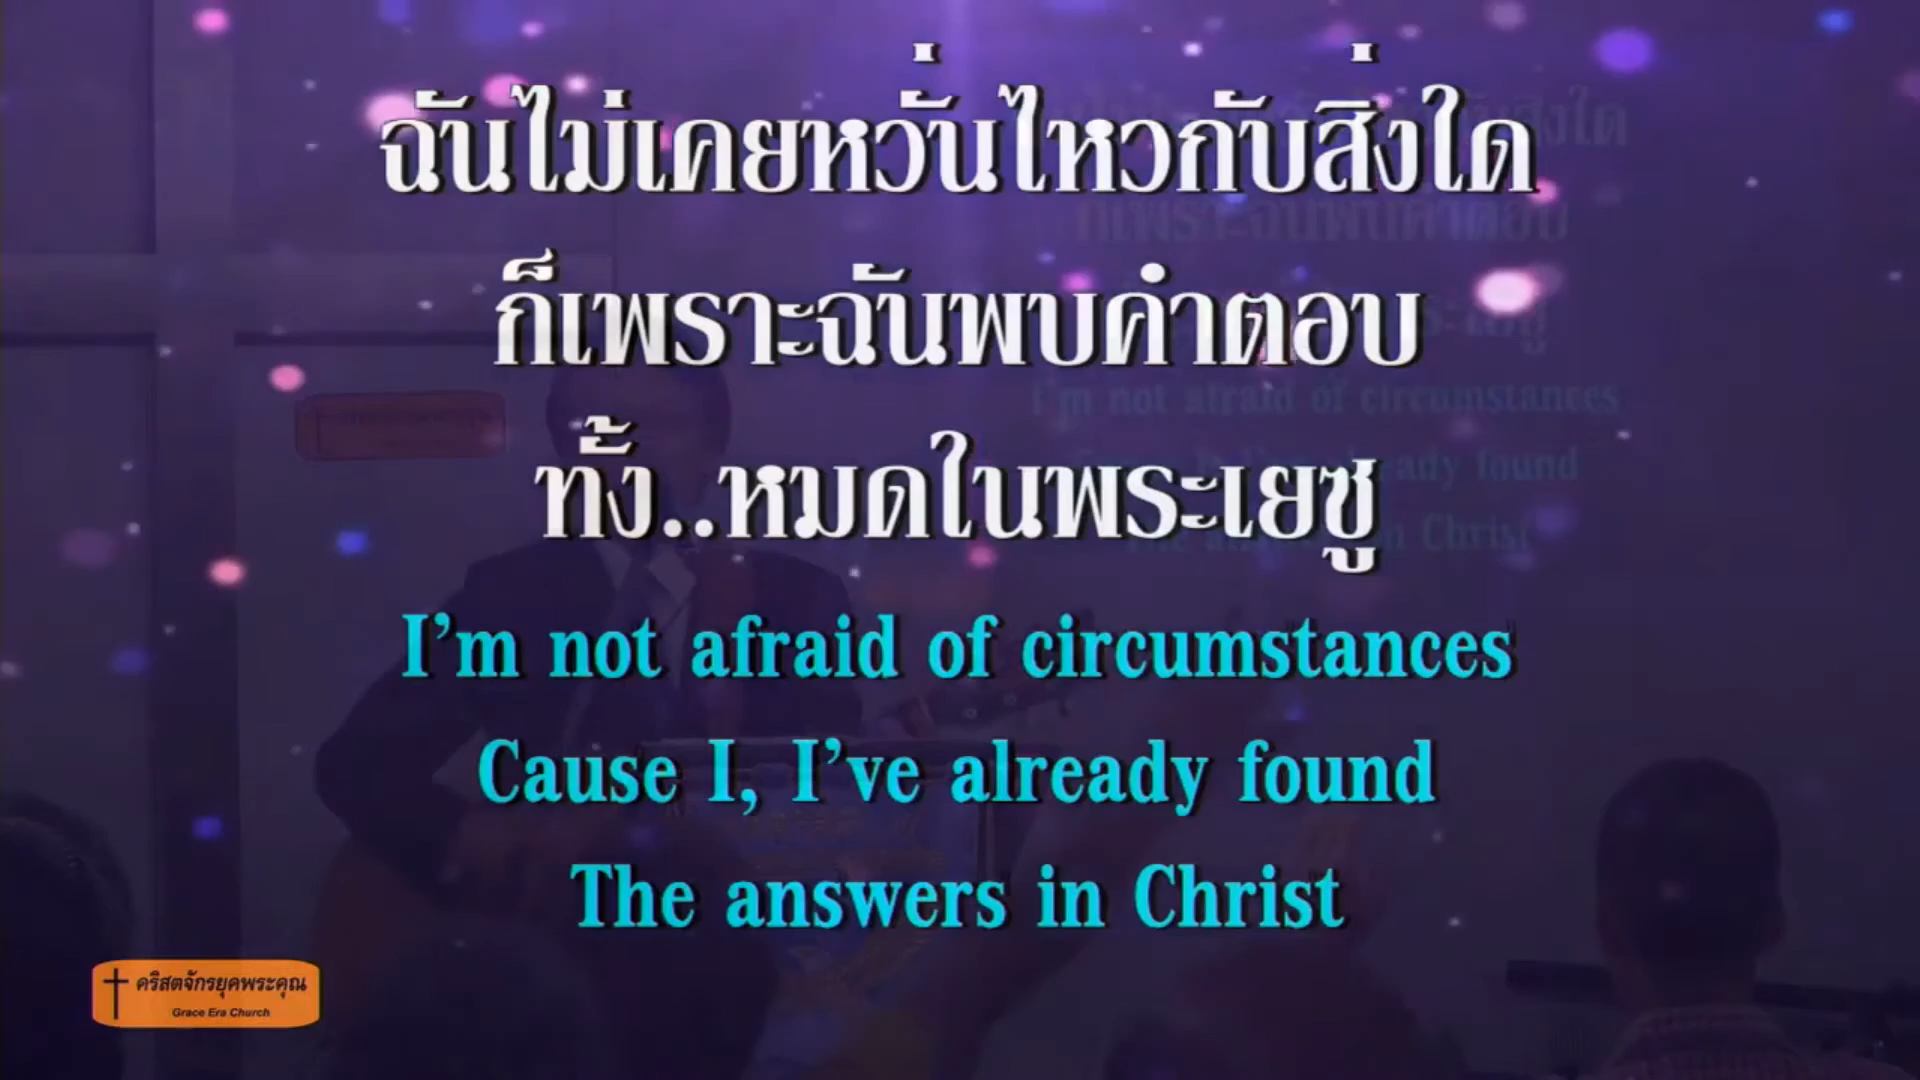 ฉันไม่เคยหวั่นไหวกับสิ่งใด
ก็เพราะฉันพบคำตอบ
ทั้ง..หมดในพระเยซู
I'm not afraid of circumstances
Cause I, I've already found
The answers in Christ
คริสตจักรยุคพระคุณ
Grace Era Church